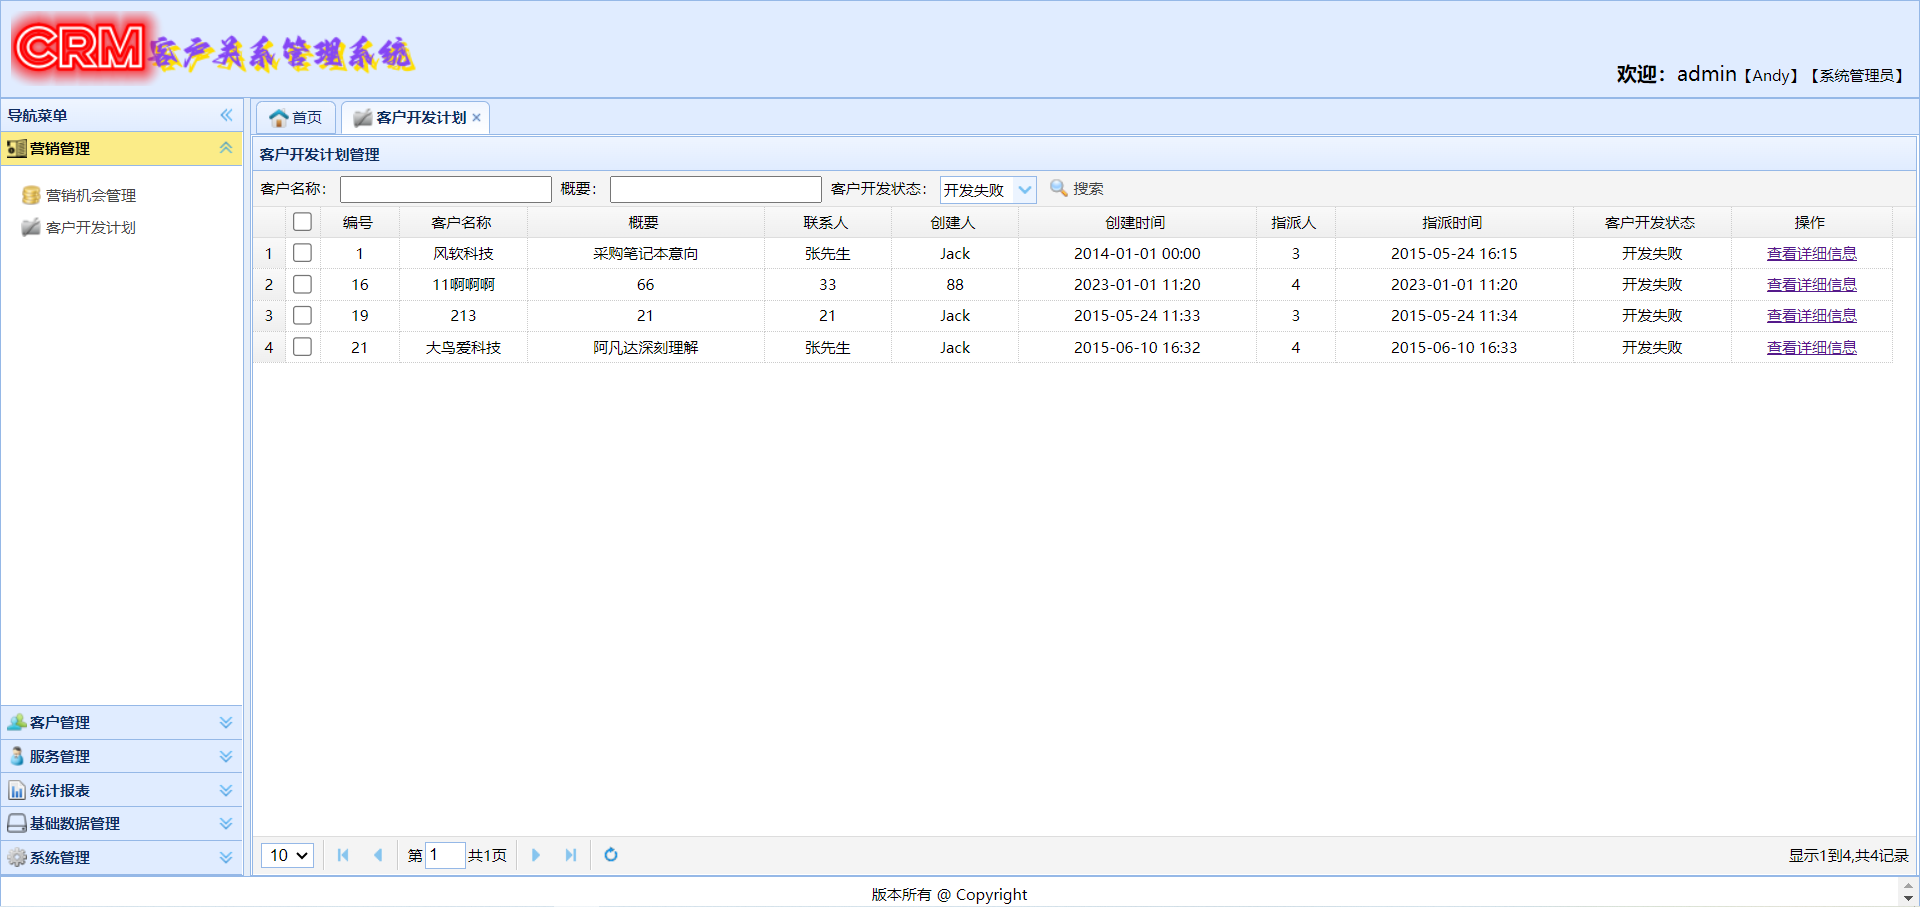 CRM客户关系管理系统
欢迎：admin【Andy】【系统管理员】
导航菜单
首页
客户开发计划
营销管理
营销机会管理
客户开发计划
客户管理
服务管理
统计报表
基础数据管理
系统管理
客户开发计划管理
客户名称： 概要： 客户开发状态： 开发失败 搜索
编号 客户名称 概要 联系人 创建人 创建时间 指派人 指派时间 客户开发状态 操作
1 1 风软科技 采购笔记本意向 张先生 Jack 2014-01-01 00:00 3 2015-05-24 16:15 开发失败 查看详细信息
2 16 11啊啊啊 66 33 88 2023-01-01 11:20 4 2023-01-01 11:20 开发失败 查看详细信息
3 19 213 21 21 Jack 2015-05-24 11:33 3 2015-05-24 11:34 开发失败 查看详细信息
4 21 大鸟爱科技 阿凡达深刻理解 张先生 Jack 2015-06-10 16:32 4 2015-06-10 16:33 开发失败 查看详细信息
10 第 1 共1页 显示1到4,共4记录
版本所有 @ Copyright